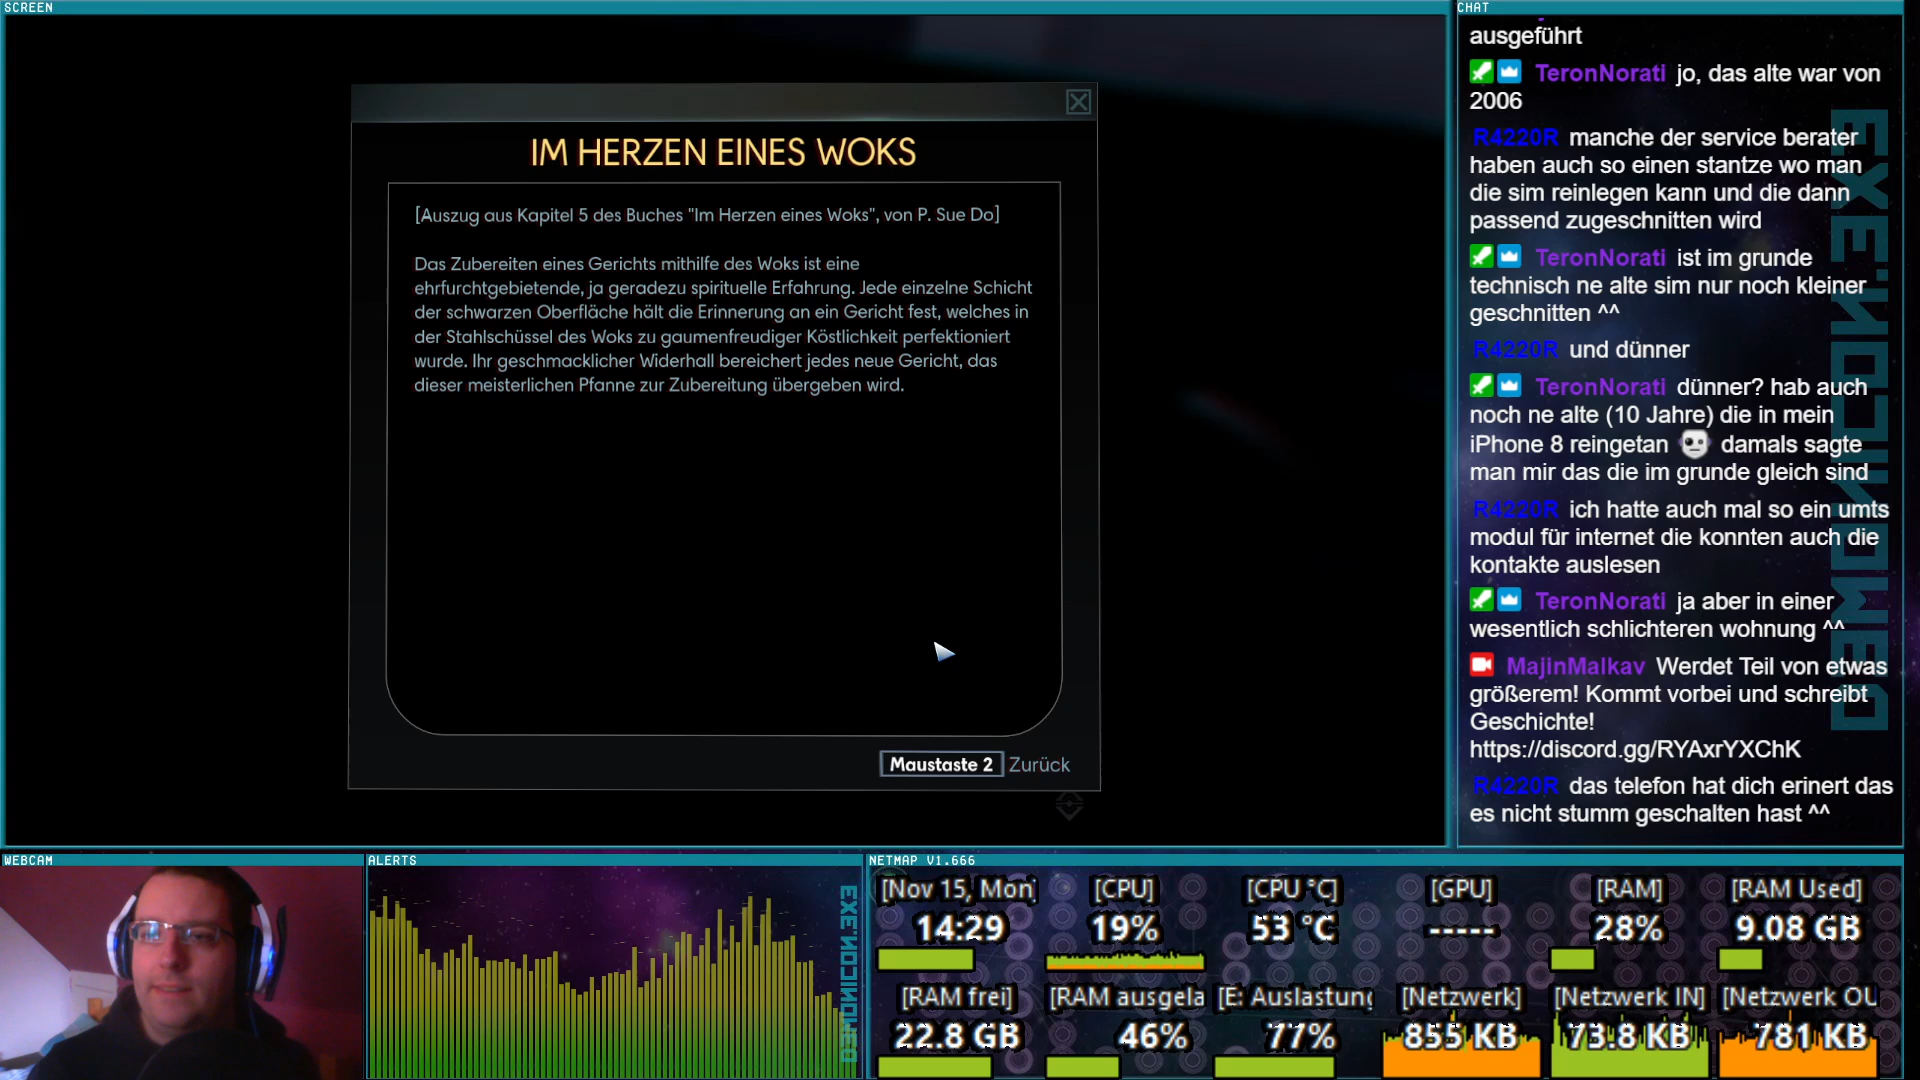 SCREEN
IM HERZEN EINES WOKS
[Auszug aus Kapitel 5 des Buches "Im Herzen eines Woks", von P. Sue Do]
Das Zubereiten eines Gerichts mithilfe des Woks ist eine
ehrfurchtgebietende, ja geradezu spirituelle Erfahrung. Jede einzelne Schicht
der schwarzen Oberfläche hält die Erinnerung an ein Gericht fest, welches in
der Stahlschüssel des Woks zu gaumenfreudiger Köstlichkeit perfektioniert
wurde. Ihr geschmacklicher Widerhall bereichert jedes neue Gericht, das
dieser meisterlichen Pfanne zur Zubereitung übergeben wird.
Maustaste 2 Zurück
CHAT
ausgeführt
TeronNorati jo, das alte war von
2006
R4220R manche der service berater
haben auch so einen stantze wo man
die sim reinlegen kann und die dann
passend zugeschnitten wird
TeronNorati ist im grunde
technisch ne alte sim nur noch kleiner
geschnitten ^^
R4220R und dünner
TeronNorati dünner? hab auch
noch ne alte (10 Jahre) die in mein
iPhone 8 reingetan damals sagte
man mir das die im grunde gleich sind
R4220R ich hatte auch mal so ein umts
modul für internet die konnten auch die
kontakte auslesen
TeronNorati ja aber in einer
wesentlich schlichteren wohnung ^^
MajinMalkav Werdet Teil von etwas
größerem! Kommt vorbei und schreibt
Geschichte!
https://discord.gg/RYAxrYXChK
R4220R das telefon hat dich erinert das
es nicht stumm geschalten hast ^^
WEBCAM
ALERTS
NETMAP V1.666
[Nov 15, Mon] [CPU] [CPU °C] [GPU] [RAM] [RAM Used]
14:29 19% 53 °C ----- 28% 9.08 GB
[RAM frei] [RAM ausgela [E: Auslastung [Netzwerk] [Netzwerk IN] [Netzwerk OU
22.8 GB 46% 77% 855 KB 73.8 KB 781 KB